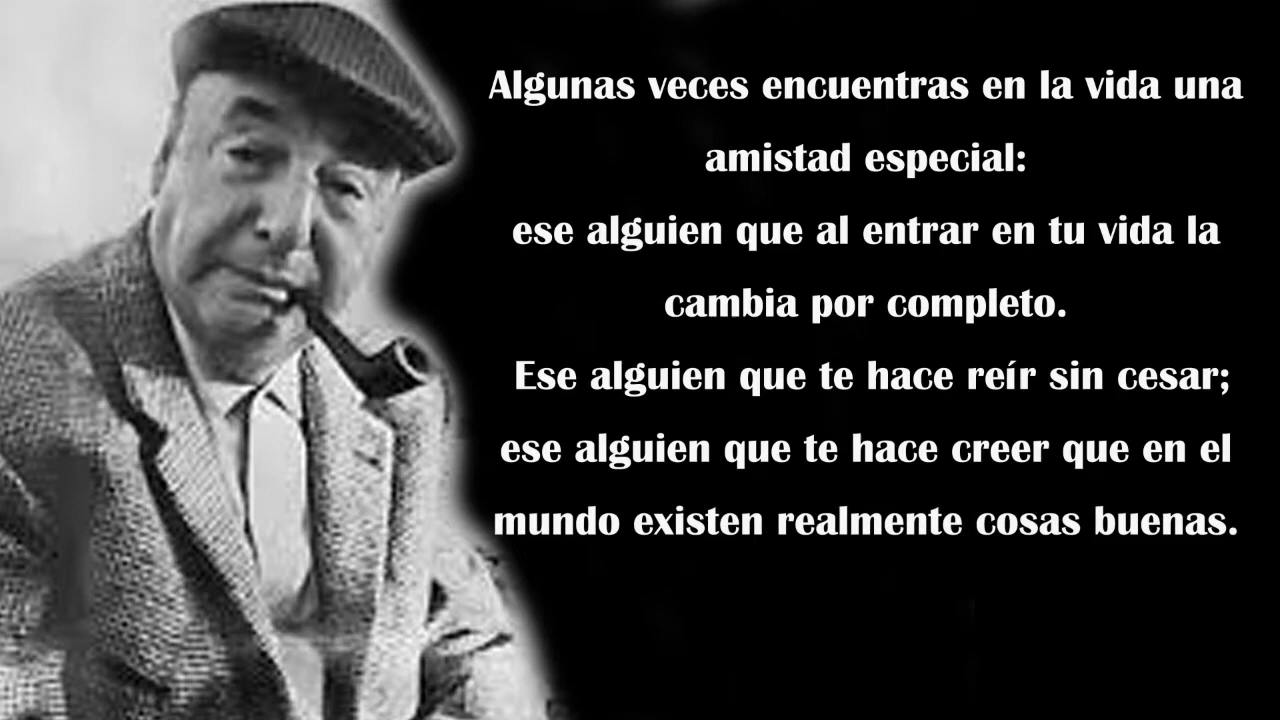 Algunas veces encuentras en la vida una
amistad especial:
ese alguien que al entrar en tu vida la
cambia por completo.
Ese alguien que te hace reír sin cesar;
ese alguien que te hace creer que en el
mundo existen realmente cosas buenas.